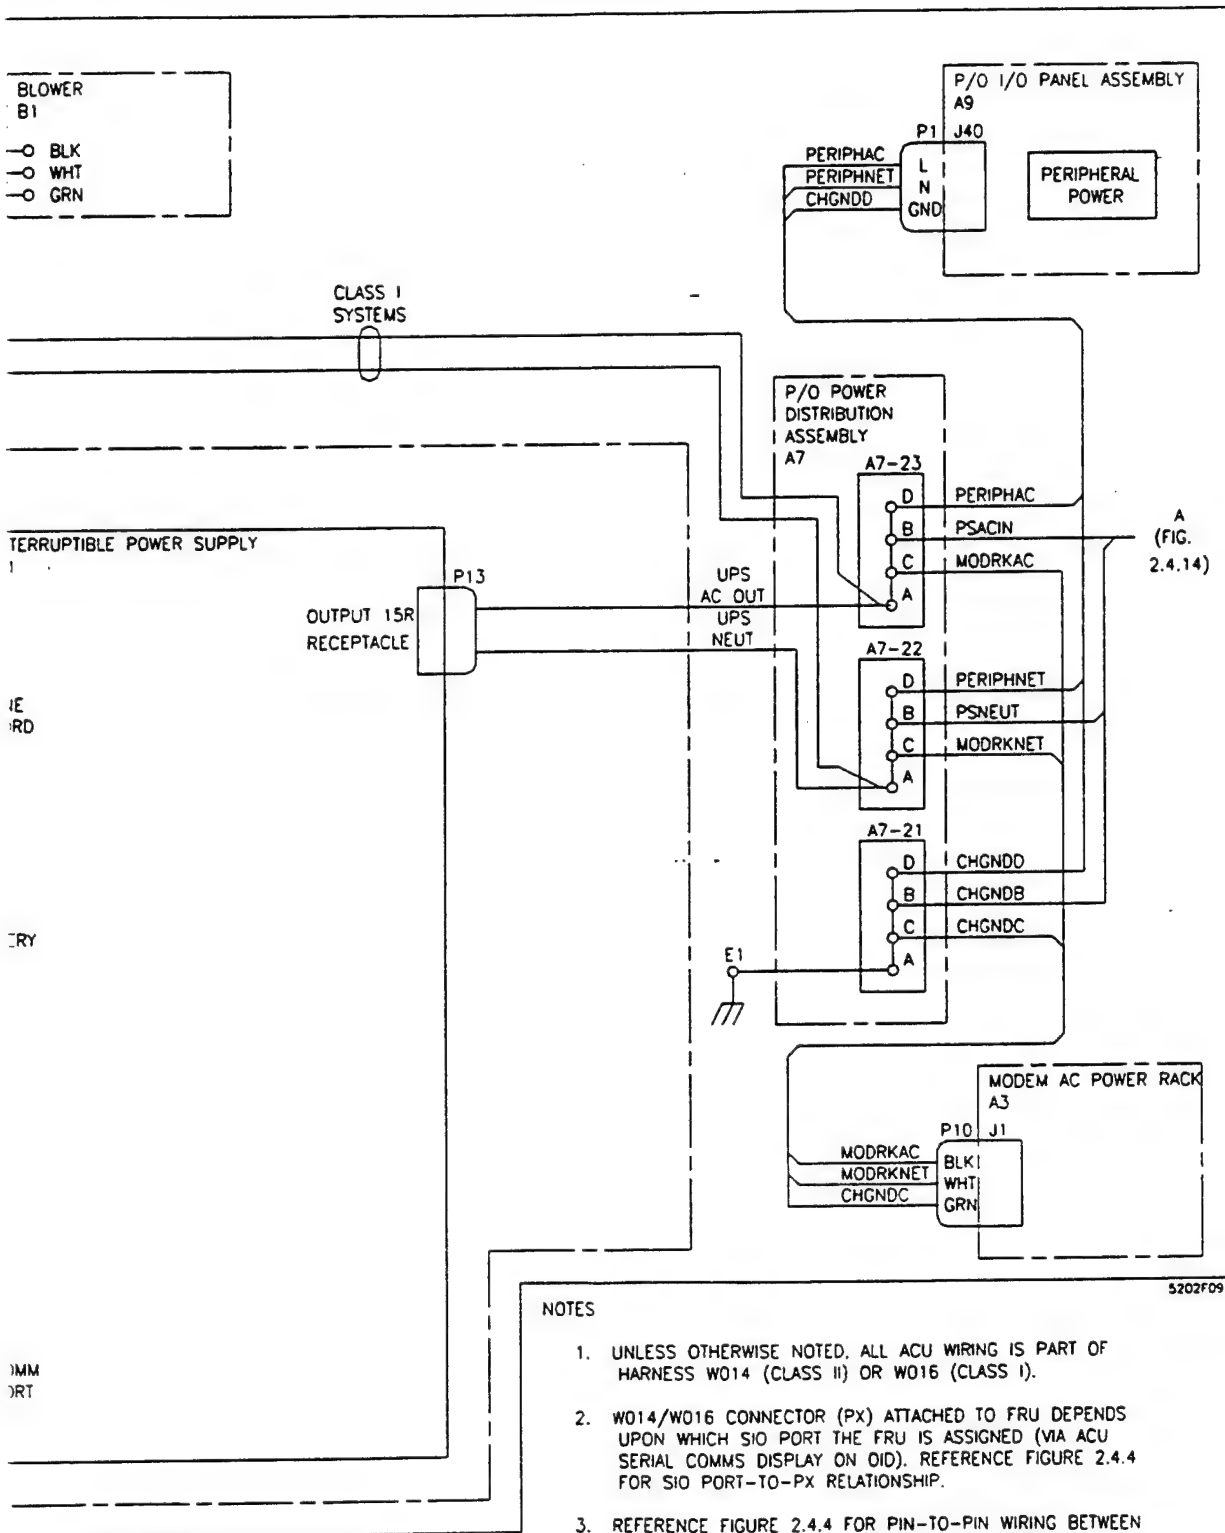 BLOWER
B1
BLK
WHT
GRN
P/O I/O PANEL ASSEMBLY
A9
P1 J40
PERIPHAC
PERIPHNET
CHGNDD
L
N
GND
PERIPHERAL
POWER
CLASS I
SYSTEMS
P/O POWER
DISTRIBUTION
ASSEMBLY
A7
A7-23
D PERIPHAC
B PSACIN
C MODRKAC
A
A
(FIG.
2.4.14)
TERRUPTIBLE POWER SUPPLY
P13
OUTPUT 15R
RECEPTACLE
UPS
AC OUT
UPS
NEUT
A7-22
D PERIPHNET
B PSNEUT
C MODRKNET
A
NE
RD
A7-21
D CHGNDD
B CHGNDB
C CHGNDC
A
E1
ERY
MODEM AC POWER RACK
A3
P10 J1
MODRKAC
MODRKNET
CHGNDC
BLK
WHT
GRN
5202F09
NOTES
1. UNLESS OTHERWISE NOTED, ALL ACU WIRING IS PART OF
HARNESS W014 (CLASS II) OR W016 (CLASS I).
2. W014/W016 CONNECTOR (PX) ATTACHED TO FRU DEPENDS
UPON WHICH SIO PORT THE FRU IS ASSIGNED (VIA ACU
SERIAL COMMS DISPLAY ON OID). REFERENCE FIGURE 2.4.4
FOR SIO PORT-TO-PX RELATIONSHIP.
3. REFERENCE FIGURE 2.4.4 FOR PIN-TO-PIN WIRING BETWEEN
OMM
ORT